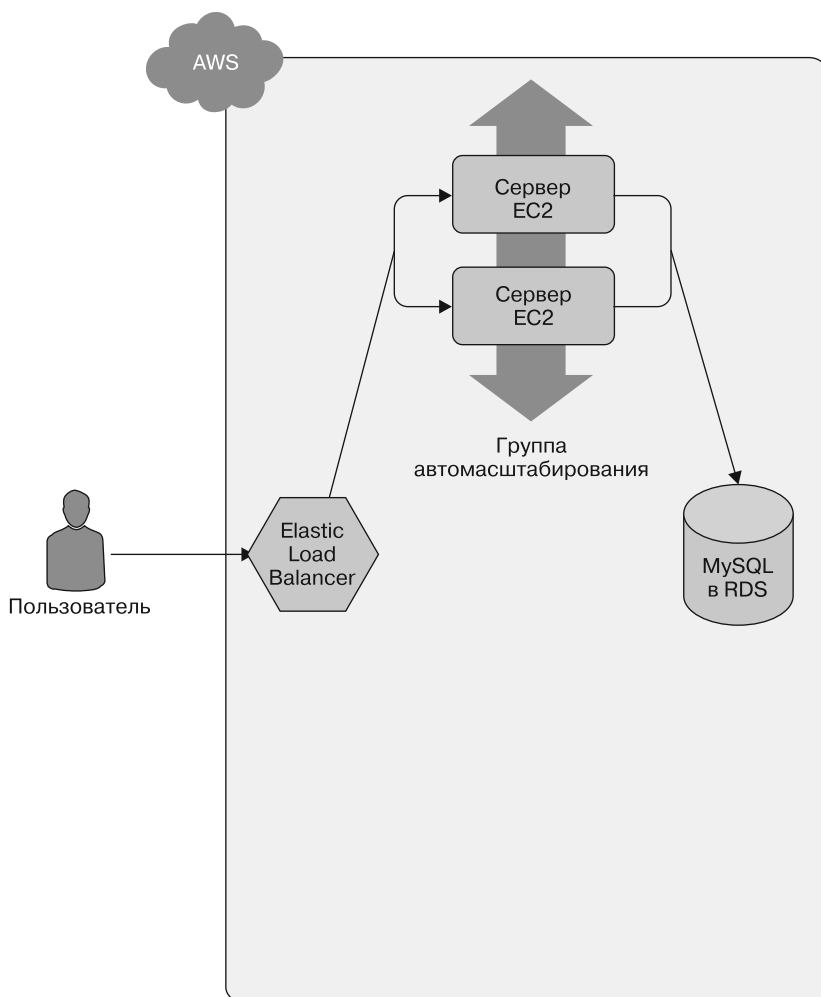 AWS
Сервер
EC2
Сервер
EC2
Группа
автомасштабирования
Elastic
Load
Balancer
MySQL
в RDS
Пользователь